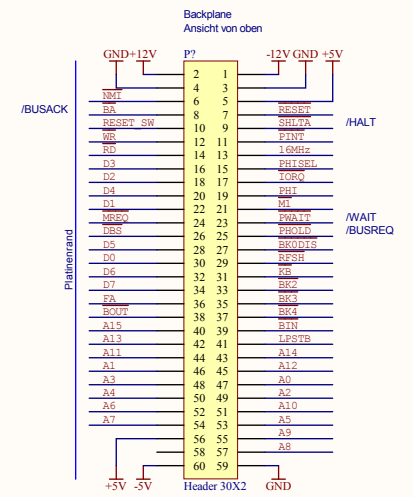 Backplane
Ansicht von oben
GND +12V P? -12V GND +5V
2 1
4 3
NMI 6 5
/BUSACK BA 8 7 RESET
RESET_SW 10 9 SHLTA /HALT
WR 12 11 PINT
RD 14 13 16MHz
D3 16 15 PHISEL
D2 18 17 IORQ
D4 20 19 PHI
D1 22 21 M1
MREQ 24 23 PWAIT /WAIT
DBS 26 25 PHOLD /BUSREQ
D5 28 27 BK0DIS
D0 30 29 RFSH
D6 32 31 KB
D7 34 33 BK2
FA 36 35 BK3
BOUT 38 37 BK4
A15 40 39 BIN
A13 42 41 LPSTB
A11 44 43 A14
A1 46 45 A12
A3 48 47 A0
A4 50 49 A2
A6 52 51 A10
A7 54 53 A5
56 55 A9
58 57 A8
60 59
+5V -5V Header 30X2 GND
Platinenrand